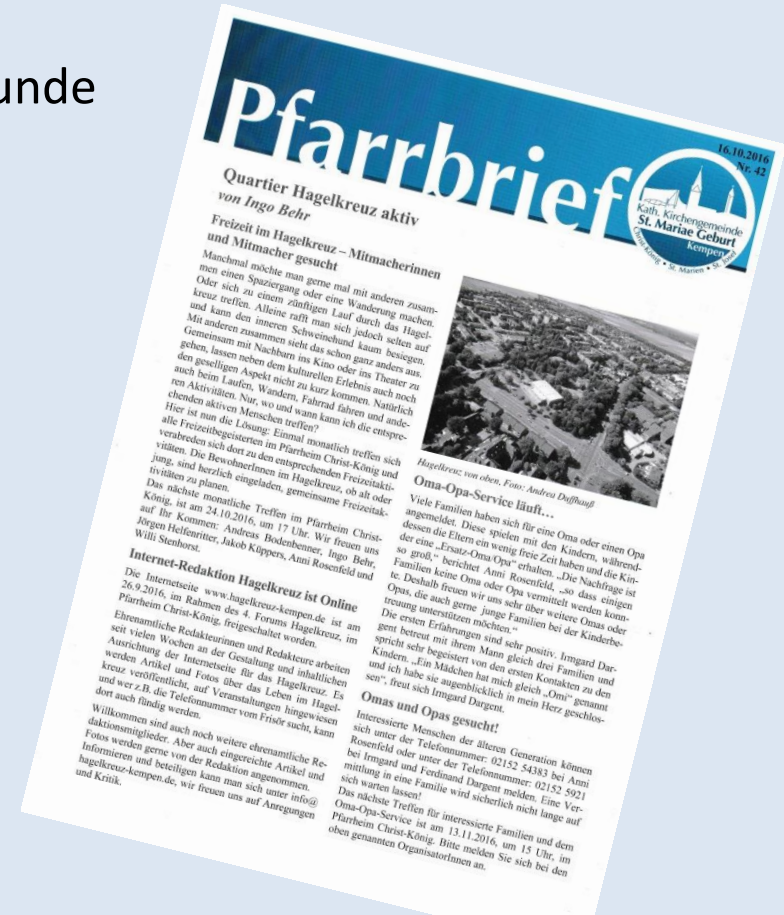 unde
Pfarrbrief
16.10.2016
Nr. 42
Kath. Kirchengemeinde
St. Mariae Geburt
Kempen
Christ-König • St. Marien • St. Josef
Quartier Hagelkreuz aktiv
von Ingo Behr
Freizeit im Hagelkreuz – Mitmacherinnen
und Mitmacher gesucht
Manchmal möchte man gerne mal mit anderen zusam-
men einen Spaziergang oder eine Wanderung machen.
Oder sich zu einem zünftigen Lauf durch das Hagel-
kreuz treffen. Alleine rafft man sich jedoch selten auf
und kann den inneren Schweinehund kaum besiegen.
Mit anderen zusammen sieht das schon ganz anders aus.
Gemeinsam mit Nachbarn ins Kino oder ins Theater zu
gehen, lassen neben dem kulturellen Erlebnis auch noch
den geselligen Aspekt nicht zu kurz kommen. Natürlich
auch beim Laufen, Wandern, Fahrrad fahren und ande-
ren Aktivitäten. Nur, wo und wann kann ich die entspre-
chenden aktiven Menschen treffen?
Hier ist nun die Lösung: Einmal monatlich treffen sich
alle Freizeitbegeisterten im Pfarrheim Christ-König und
verabreden sich dort zu den entsprechenden Freizeitakti-
vitäten. Die BewohnerInnen im Hagelkreuz, ob alt oder
jung, sind herzlich eingeladen, gemeinsame Freizeitak-
tivitäten zu planen.
Das nächste monatliche Treffen im Pfarrheim Christ-
König, ist am 24.10.2016, um 17 Uhr. Wir freuen uns
auf Ihr Kommen: Andreas Bodenbenner, Ingo Behr,
Jörgen Helfenritter, Jakob Küppers, Anni Rosenfeld und
Willi Stenhorst.
Internet-Redaktion Hagelkreuz ist Online
Die Internetseite www.hagelkreuz-kempen.de ist am
26.9.2016, im Rahmen des 4. Forums Hagelkreuz, im
Pfarrheim Christ-König, freigeschaltet worden.
Ehrenamtliche Redakteurinnen und Redakteure arbeiten
seit vielen Wochen an der Gestaltung und inhaltlichen
Ausrichtung der Internetseite für das Hagelkreuz. Es
werden Artikel und Fotos über das Leben im Hagel-
kreuz veröffentlicht, auf Veranstaltungen hingewiesen
und wer z.B. die Telefonnummer vom Frisör sucht, kann
dort auch fündig werden.
Willkommen sind auch noch weitere ehrenamtliche Re-
daktionsmitglieder. Aber auch eingereichte Artikel und
Fotos werden gerne von der Redaktion angenommen.
Informieren und beteiligen kann man sich unter info@
hagelkreuz-kempen.de, wir freuen uns auf Anregungen
und Kritik.
Hagelkreuz von oben, Foto: Andrea Daffhauß
Oma-Opa-Service läuft…
Viele Familien haben sich für eine Oma oder einen Opa
angemeldet. Diese spielen mit den Kindern, während-
dessen die Eltern ein wenig freie Zeit haben und die Kin-
der eine „Ersatz-Oma/Opa“ erhalten. „Die Nachfrage ist
so groß,“ berichtet Anni Rosenfeld, „so dass einigen
Familien keine Oma oder Opa vermittelt werden konn-
te. Deshalb freuen wir uns sehr über weitere Omas oder
Opas, die auch gerne junge Familien bei der Kinderbe-
treuung unterstützen möchten.“
Die ersten Erfahrungen sind sehr positiv. Irmgard Dar-
gent betreut mit ihrem Mann gleich drei Familien und
spricht sehr begeistert von den ersten Kontakten zu den
Kindern. „Ein Mädchen hat mich gleich „Omi“ genannt
und ich habe sie augenblicklich in mein Herz geschlos-
sen“, freut sich Irmgard Dargent.
Omas und Opas gesucht!
Interessierte Menschen der älteren Generation können
sich unter der Telefonnummer: 02152 54383 bei Anni
Rosenfeld oder unter der Telefonnummer: 02152 5921
bei Irmgard und Ferdinand Dargent melden. Eine Ver-
mittlung in eine Familie wird sicherlich nicht lange auf
sich warten lassen!
Das nächste Treffen für interessierte Familien und dem
Oma-Opa-Service ist am 13.11.2016, um 15 Uhr, im
Pfarrheim Christ-König. Bitte melden Sie sich bei den
oben genannten OrganisatorInnen an.